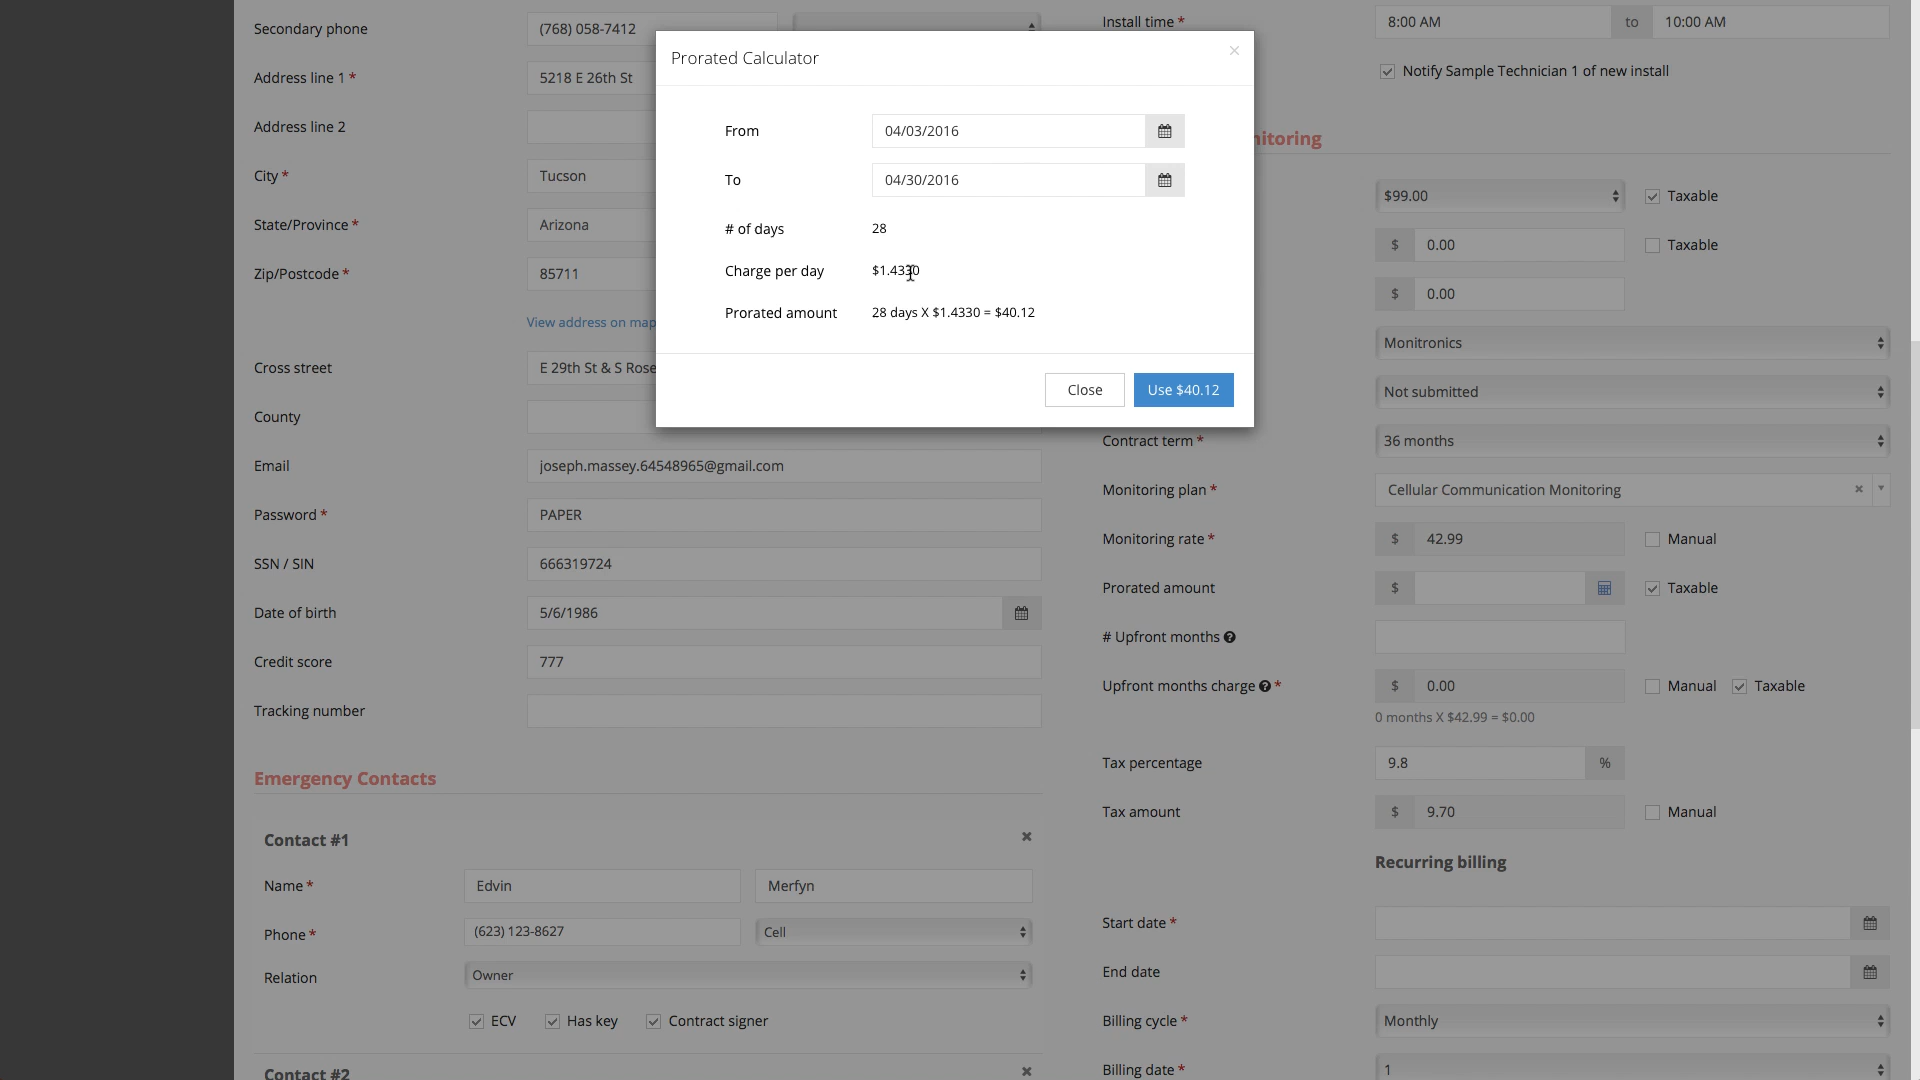 Prorated Calculator ×
From 04/03/2016
To 04/30/2016
# of days 28
Charge per day $1.4330
Prorated amount 28 days X $1.4330 = $40.12
Close Use $40.12
Secondary phone (768) 058-7412
Address line 1 * 5218 E 26th St
Address line 2
City * Tucson
State/Province * Arizona
Zip/Postcode * 85711
View address on map
Cross street E 29th St & S Rose
County
Email joseph.massey.64548965@gmail.com
Password * PAPER
SSN / SIN 666319724
Date of birth 5/6/1986
Credit score 777
Tracking number
Emergency Contacts
Contact #1
Name * Edvin Merfyn
Phone * (623) 123-8627 Cell
Relation Owner
ECV Has key Contract signer
Contact #2
Install time * 8:00 AM to 10:00 AM
Notify Sample Technician 1 of new install
nitoring
$99.00 Taxable
$ 0.00 Taxable
$ 0.00
Monitronics
Not submitted
Contract term * 36 months
Monitoring plan * Cellular Communication Monitoring
Monitoring rate * $ 42.99 Manual
Prorated amount $ Taxable
# Upfront months
Upfront months charge * $ 0.00 Manual Taxable
0 months X $42.99 = $0.00
Tax percentage 9.8 %
Tax amount $ 9.70 Manual
Recurring billing
Start date *
End date
Billing cycle * Monthly
Billing date * 1